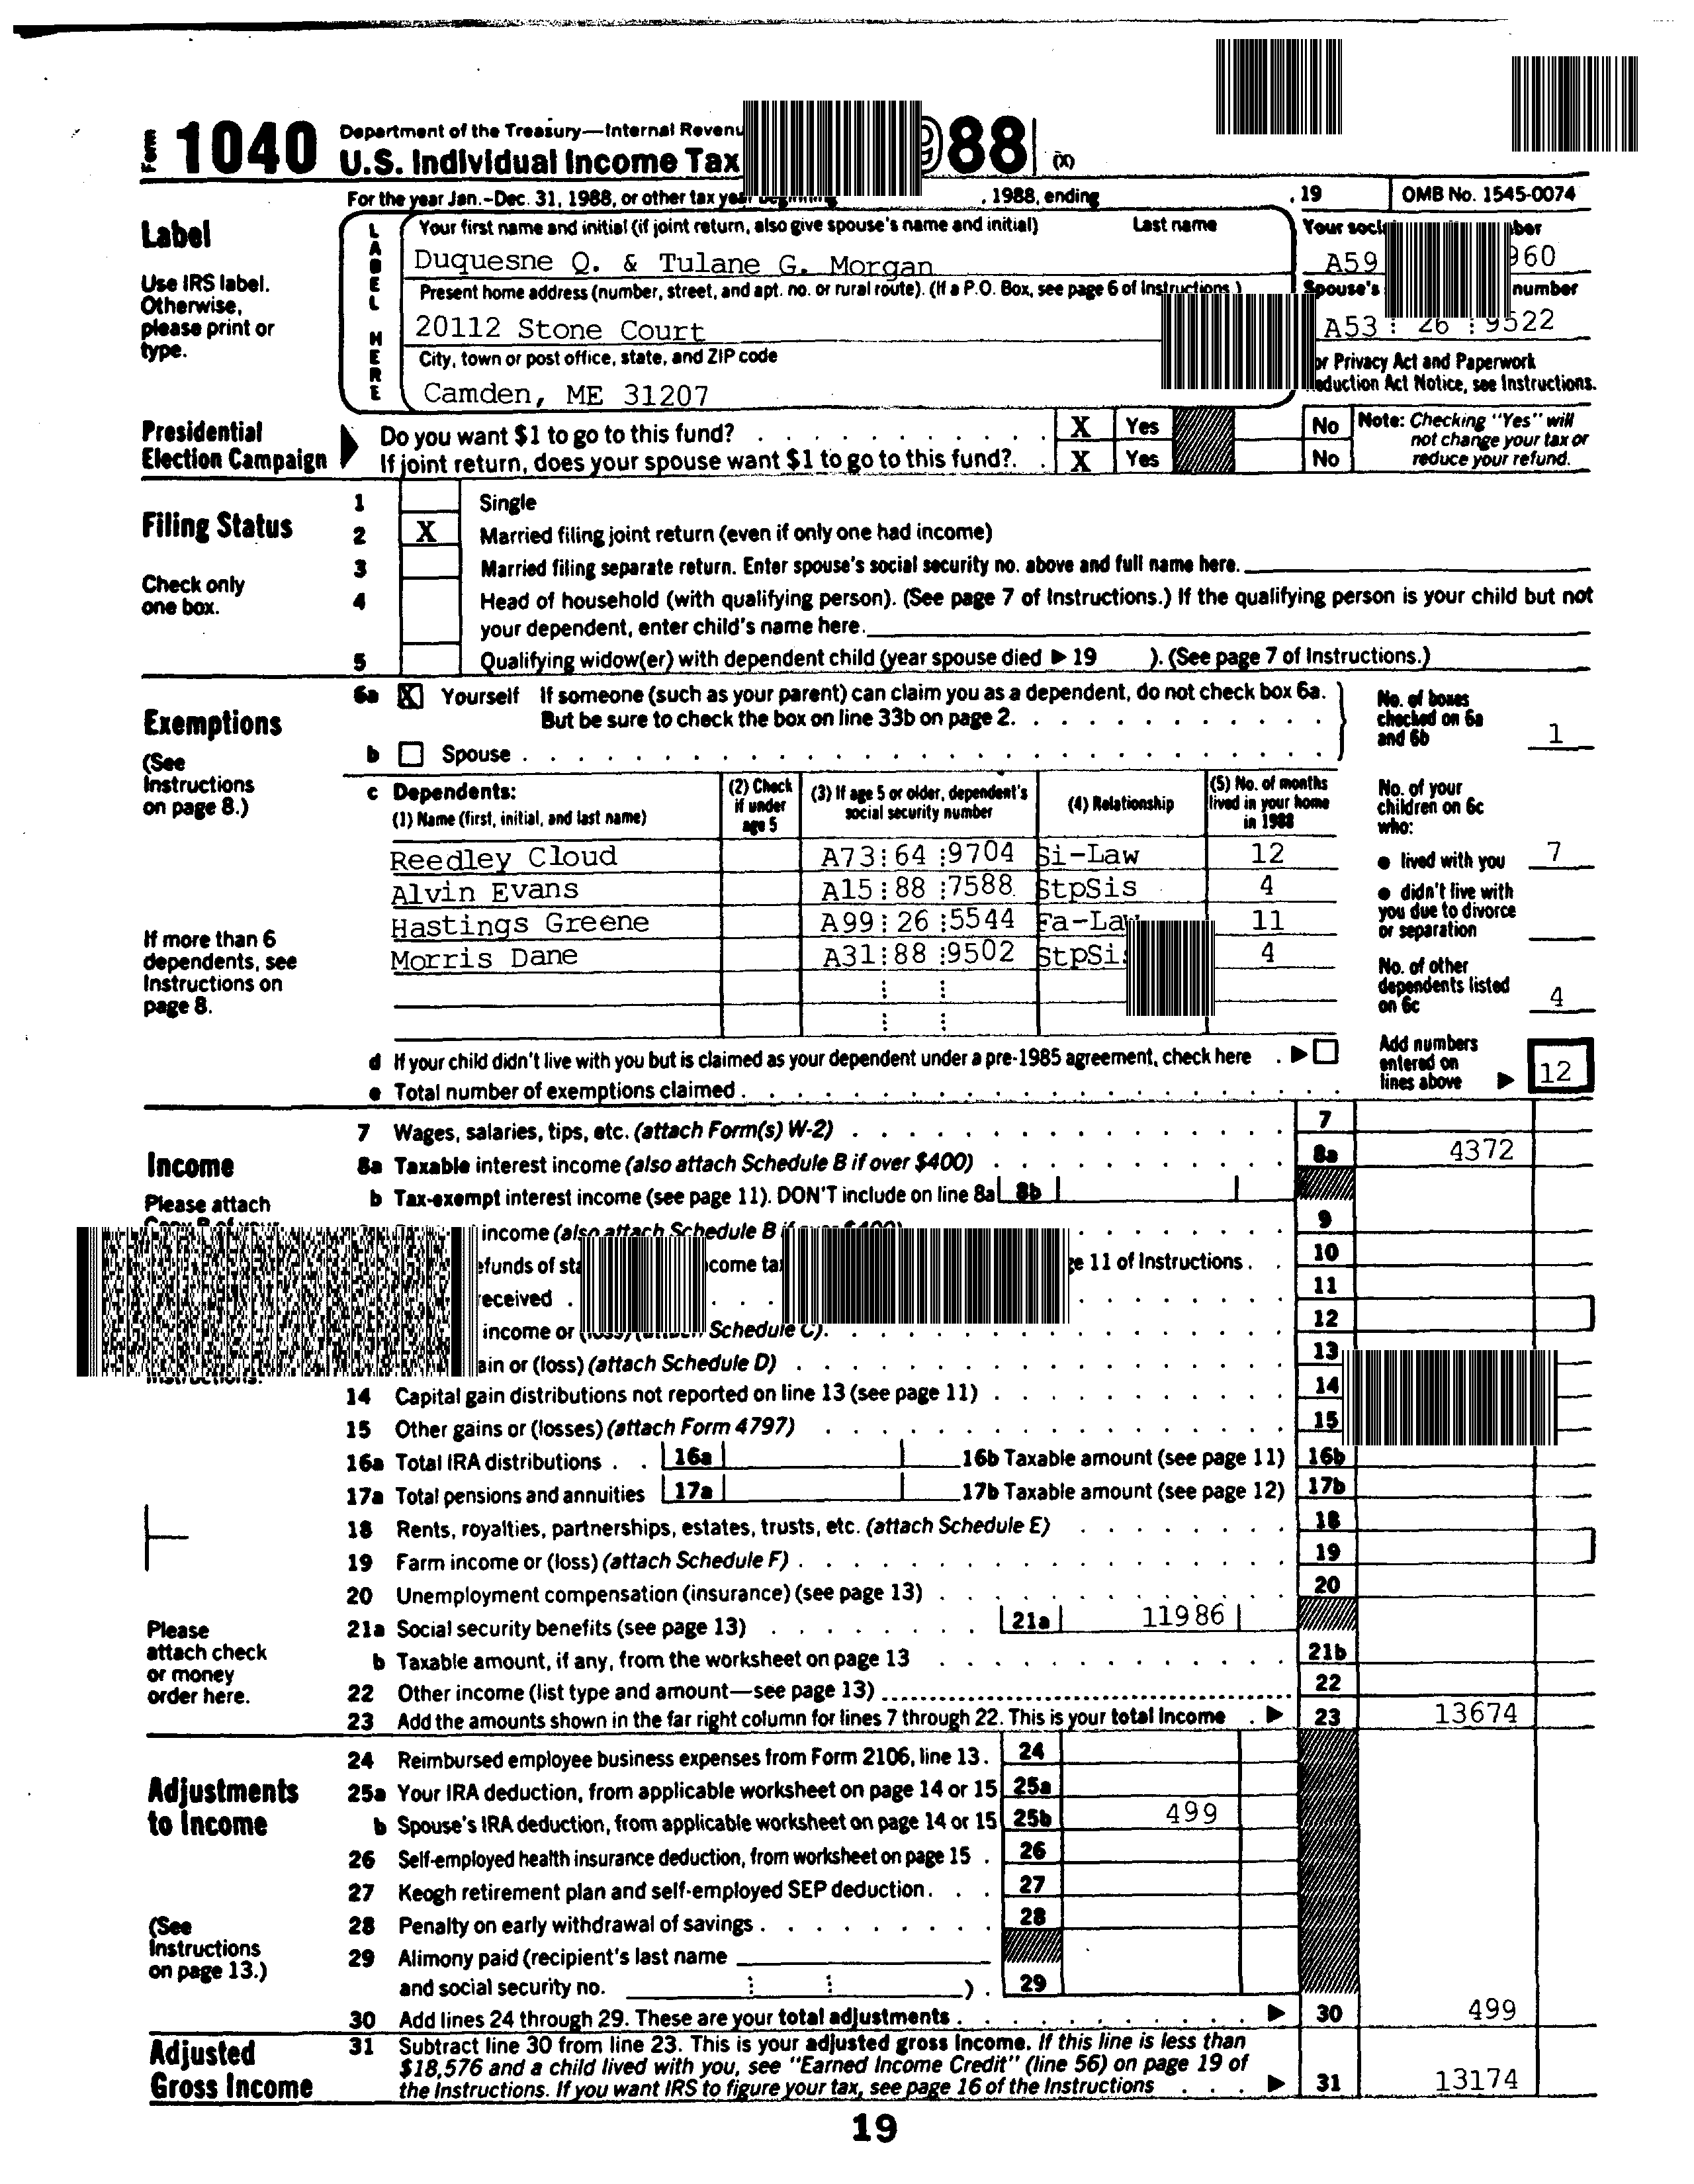 Form 1040 Department of the Treasury—Internal
U.S. Individual Income Tax 88 (X)
For the year Jan.–Dec. 31, 1988, or other tax year beginning , 1988, ending , 19 OMB No. 1545-0074
Label
Use IRS label.
Otherwise,
please print or
type.
LABEL HERE
Your first name and initial (if joint return, also give spouse's name and initial) Last name
Duquesne Q. & Tulane G. Morgan
Present home address (number, street, and apt. no. or rural route). (If a P.O. Box, see page 6 of Instructions.)
20112 Stone Court
City, town or post office, state, and ZIP code
Camden, ME 31207
Your
A59 960
Spouse's number
A53 : 26 : 9522
Privacy Act and Paperwork
Act Notice, see Instructions.
Presidential
Election Campaign
Do you want $1 to go to this fund? X Yes No
If joint return, does your spouse want $1 to go to this fund?. X Yes No
Note: Checking "Yes" will
not change your tax or
reduce your refund.
Filing Status
Check only
one box.
1 Single
2 X Married filing joint return (even if only one had income)
3 Married filing separate return. Enter spouse's social security no. above and full name here.
4 Head of household (with qualifying person). (See page 7 of Instructions.) If the qualifying person is your child but not
your dependent, enter child's name here.
5 Qualifying widow(er) with dependent child (year spouse died ▶ 19 ). (See page 7 of Instructions.)
Exemptions
(See
Instructions
on page 8.)
If more than 6
dependents, see
Instructions on
page 8.
6a X Yourself If someone (such as your parent) can claim you as a dependent, do not check box 6a.
But be sure to check the box on line 33b on page 2.
b Spouse
No. of boxes
checked on 6a
and 6b 1
c Dependents:
(1) Name (first, initial, and last name)
(2) Check
if under
age 5
(3) If age 5 or older, dependent's
social security number
(4) Relationship
(5) No. of months
lived in your home
in 1988
Reedley Cloud A73:64 :9704 Si-Law 12
Alvin Evans A15:88 :7588 StpSis 4
Hastings Greene A99:26 :5544 Fa-Law 11
Morris Dane A31:88 :9502 StpSis 4
No. of your
children on 6c
who:
● lived with you 7
● didn't live with
you due to divorce
or separation
No. of other
dependents listed
on 6c 4
d If your child didn't live with you but is claimed as your dependent under a pre-1985 agreement, check here . ▶
e Total number of exemptions claimed
Add numbers
entered on
lines above ▶ 12
Income
Please attach
7 Wages, salaries, tips, etc. (attach Form(s) W-2) 7
8a Taxable interest income (also attach Schedule B if over $400) 8a 4372
b Tax-exempt interest income (see page 11). DON'T include on line 8a 8b
income (also attach Schedule B if over $400) 9
of 11 of Instructions. 10
11
income or Schedule C). 12
or (loss) (attach Schedule D) 13
14 Capital gain distributions not reported on line 13 (see page 11) 14
15 Other gains or (losses) (attach Form 4797) 15
16a Total IRA distributions 16a 16b Taxable amount (see page 11) 16b
17a Total pensions and annuities 17a 17b Taxable amount (see page 12) 17b
18 Rents, royalties, partnerships, estates, trusts, etc. (attach Schedule E) 18
19 Farm income or (loss) (attach Schedule F) 19
20 Unemployment compensation (insurance) (see page 13) 20
21a Social security benefits (see page 13) 21a 11986
b Taxable amount, if any, from the worksheet on page 13 21b
22 Other income (list type and amount—see page 13) 22
23 Add the amounts shown in the far right column for lines 7 through 22. This is your total income . ▶ 23 13674
Please
attach check
or money
order here.
Adjustments
to Income
(See
Instructions
on page 13.)
24 Reimbursed employee business expenses from Form 2106, line 13. 24
25a Your IRA deduction, from applicable worksheet on page 14 or 15 25a
b Spouse's IRA deduction, from applicable worksheet on page 14 or 15 25b 499
26 Self-employed health insurance deduction, from worksheet on page 15 . 26
27 Keogh retirement plan and self-employed SEP deduction. 27
28 Penalty on early withdrawal of savings 28
29 Alimony paid (recipient's last name
and social security no. : : ). 29
30 Add lines 24 through 29. These are your total adjustments ▶ 30 499
Adjusted
Gross Income
31 Subtract line 30 from line 23. This is your adjusted gross income. If this line is less than
$18,576 and a child lived with you, see "Earned Income Credit" (line 56) on page 19 of
the Instructions. If you want IRS to figure your tax, see page 16 of the Instructions ▶ 31 13174
19